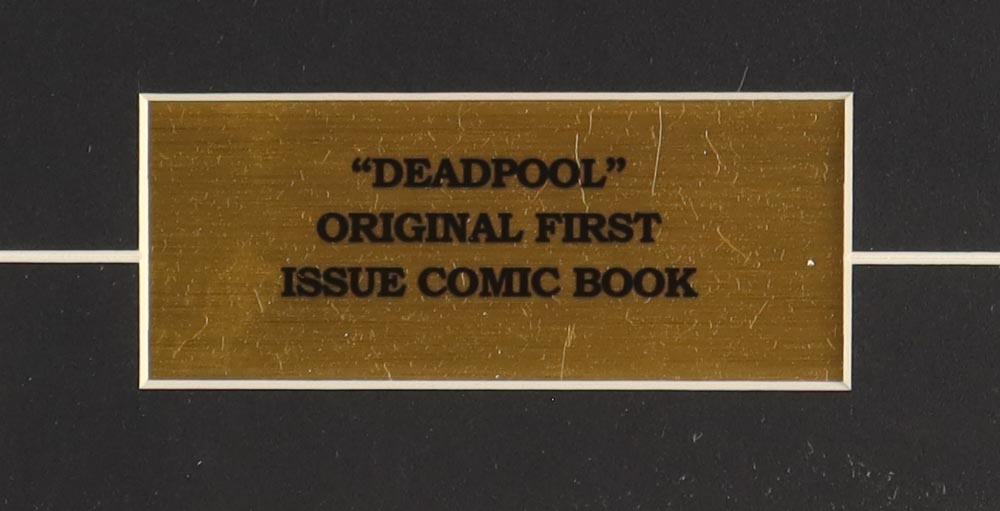 “DEADPOOL”
ORIGINAL FIRST
ISSUE COMIC BOOK